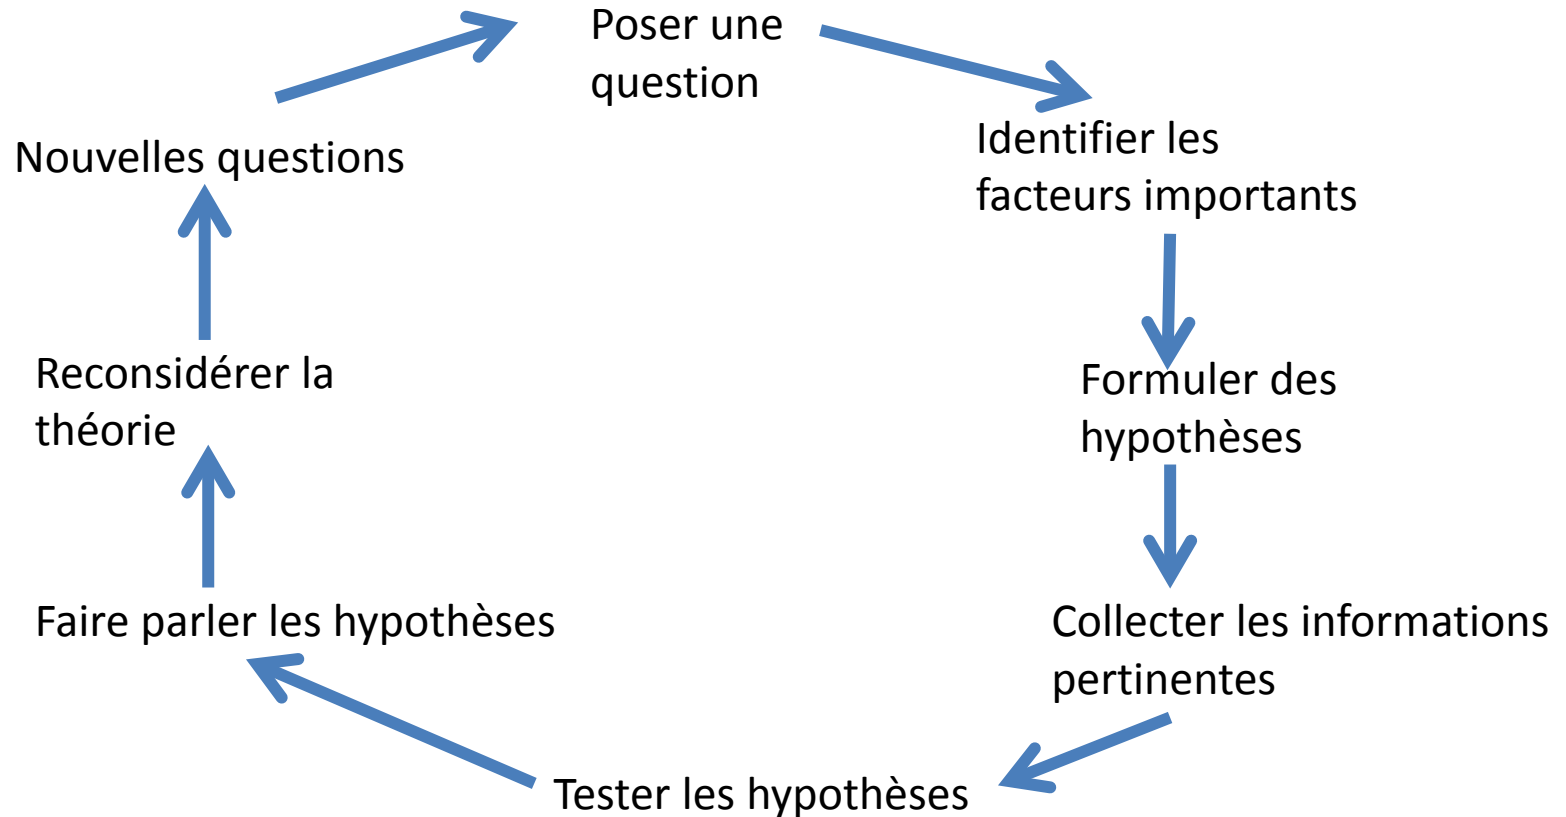 Poser une
question
Identifier les
facteurs importants
Formuler des
hypothèses
Collecter les informations
pertinentes
Tester les hypothèses
Faire parler les hypothèses
Reconsidérer la
théorie
Nouvelles questions